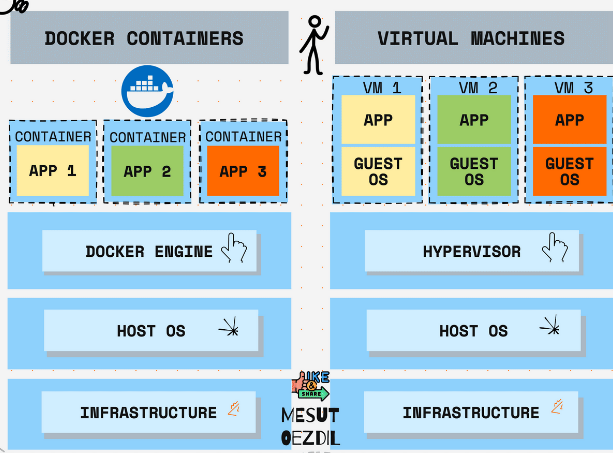 DOCKER CONTAINERS
CONTAINER
APP 1
CONTAINER
APP 2
CONTAINER
APP 3
DOCKER ENGINE
HOST OS
INFRASTRUCTURE
VIRTUAL MACHINES
VM 1
APP
GUEST
OS
VM 2
APP
GUEST
OS
VM 3
APP
GUEST
OS
HYPERVISOR
HOST OS
INFRASTRUCTURE
LIKE
&
SHARE
MESUT
OEZDIL